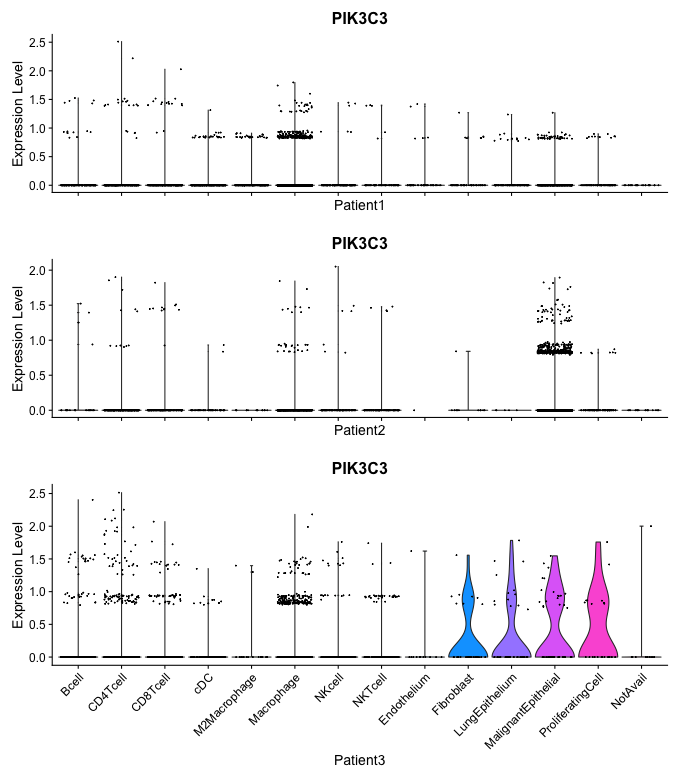 PIK3C3
Expression Level
2.5
2.0
1.5
1.0
0.5
0.0
Patient1
PIK3C3
Expression Level
2.0
1.5
1.0
0.5
0.0
Patient2
PIK3C3
Expression Level
2.5
2.0
1.5
1.0
0.5
0.0
Bcell
CD4Tcell
CD8Tcell
cDC
M2Macrophage
Macrophage
NKcell
NKTcell
Endothelium
Fibroblast
LungEpithelium
MalignantEpithelial
ProliferatingCell
NotAvail
Patient3